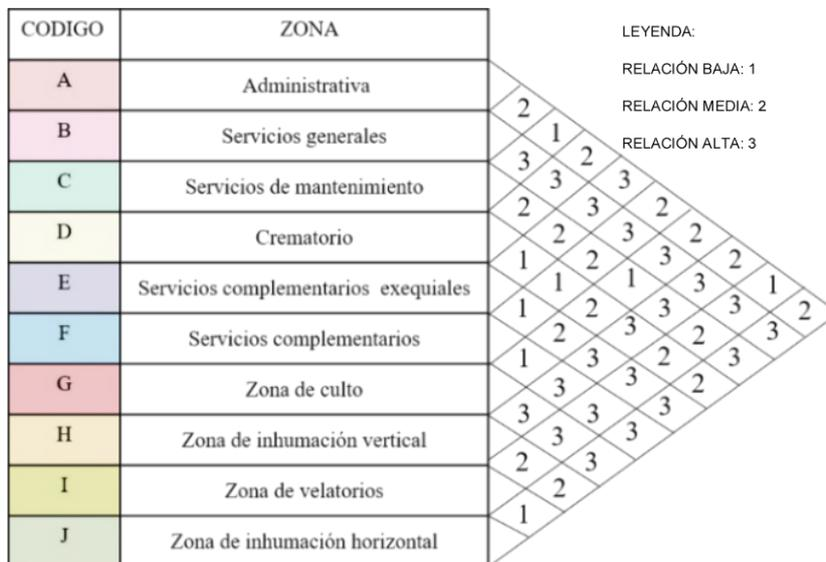 CODIGO ZONA
LEYENDA:
RELACIÓN BAJA: 1
RELACIÓN MEDIA: 2
RELACIÓN ALTA: 3
A Administrativa
B Servicios generales
C Servicios de mantenimiento
D Crematorio
E Servicios complementarios exequiales
F Servicios complementarios
G Zona de culto
H Zona de inhumación vertical
I Zona de velatorios
J Zona de inhumación horizontal
2
1
3 2
3 3
2 3 2
2 3 2
1 2 3 2
1 1 3 1
1 2 3 3 2
2 3 2 3
1 3 2 3
3 3 2
3 3 3
3 3
2 3
2
1